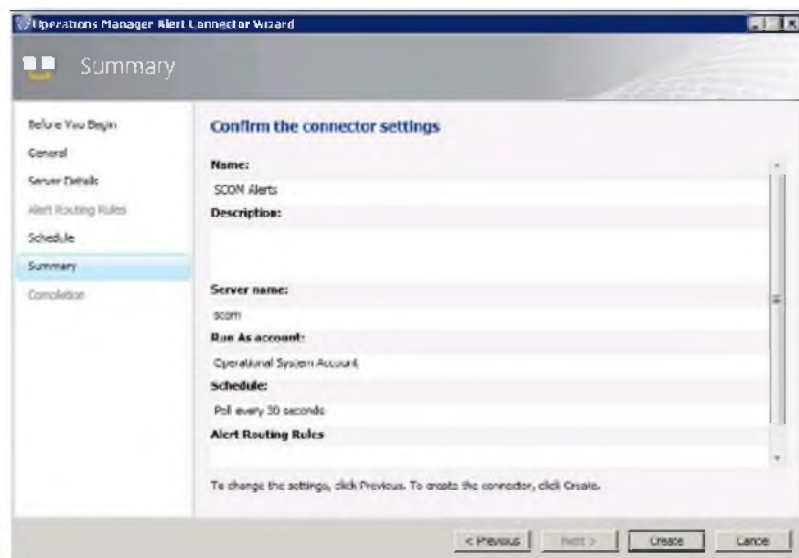 Operations Manager Alert Connector Wizard
Summary
Before You Begin
General
Server Details
Alert Routing Rules
Schedule
Summary
Completion
Confirm the connector settings
Name:
SCOM Alerts
Description:
Server name:
scom
Run As account:
Operational System Account
Schedule:
Poll every 30 seconds
Alert Routing Rules
To change the settings, click Previous. To create the connector, click Create.
< Previous
Next >
Create
Cancel